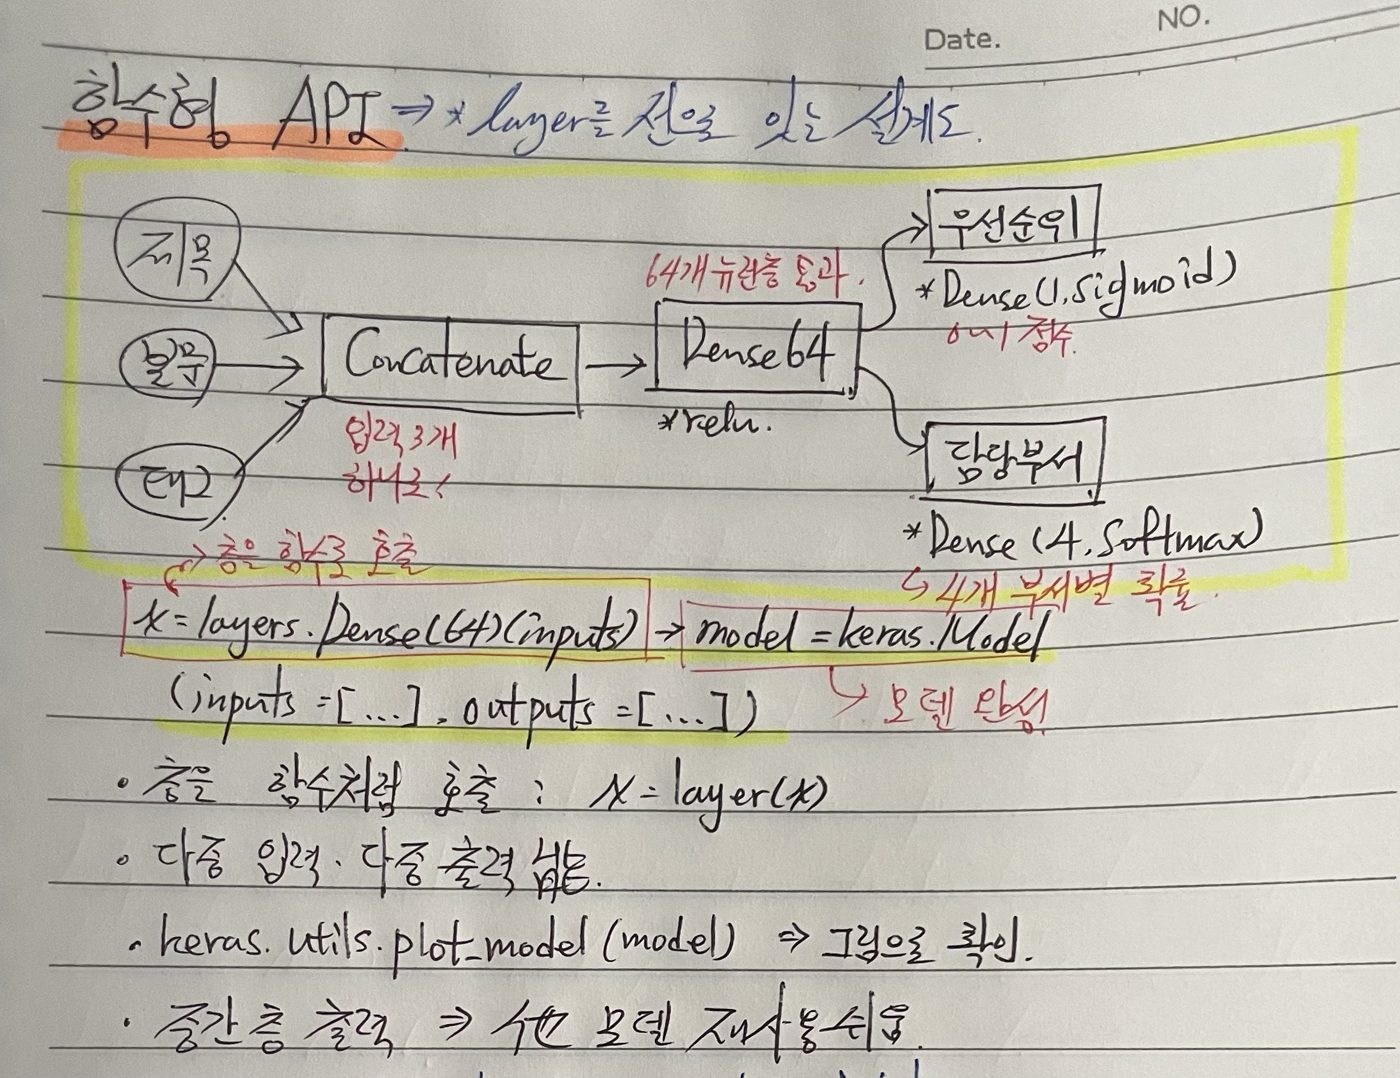 Date.
NO.
함수형 API ⇒ * layer를 전으로 잇는 설계도.
제목
본문
태그
Concatenate
입력 3개
하나로
64개 뉴런층 통과.
Dense 64
*relu.
우선순위
*Dense(1, sigmoid)
0~1 점수.
담당부서
*Dense (4, Softmax)
↳ 4개 부서별 확률.
→ 층은 함수로 호출
x = layers.Dense(64)(inputs) → model = keras.Model
(inputs = [...], outputs = [...])
모델 완성.
· 층을 함수처럼 호출 : x = layer(x)
· 다중 입력 · 다중 출력
· keras.utils.plot_model(model) ⇒ 그림으로 확인.
· 중간 층 출력 ⇒ 모델 재사용 쉬움.